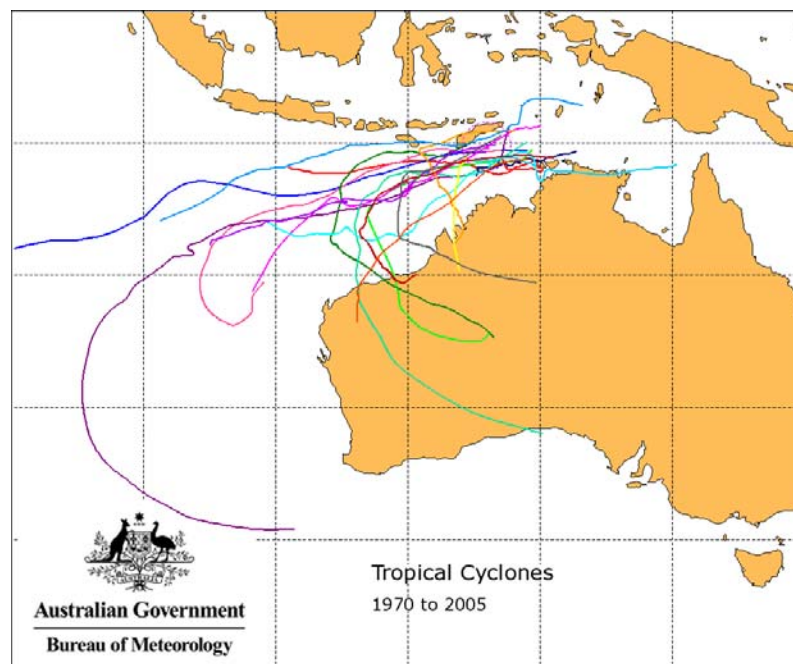 Tropical Cyclones
1970 to 2005
Australian Government
Bureau of Meteorology